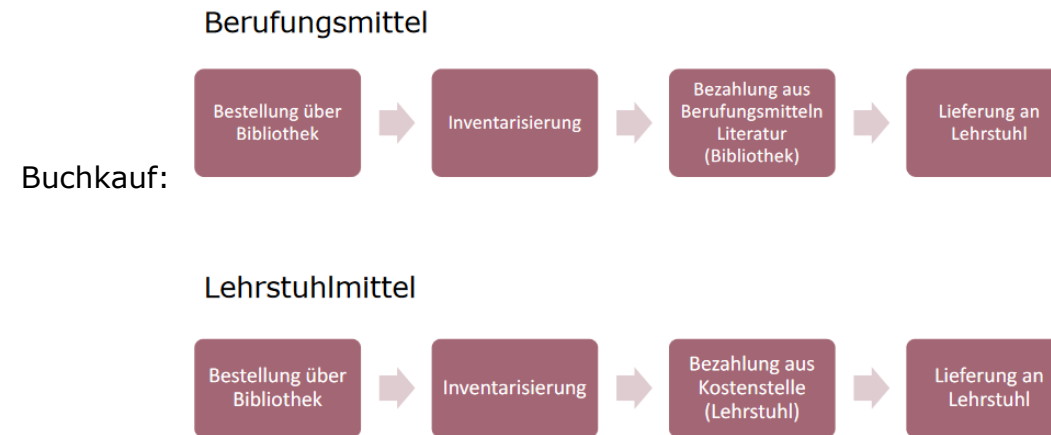 Berufungsmittel
Bestellung über
Bibliothek
Inventarisierung
Bezahlung aus
Berufungsmitteln
Literatur
(Bibliothek)
Lieferung an
Lehrstuhl
Buchkauf:
Lehrstuhlmittel
Bestellung über
Bibliothek
Inventarisierung
Bezahlung aus
Kostenstelle
(Lehrstuhl)
Lieferung an
Lehrstuhl